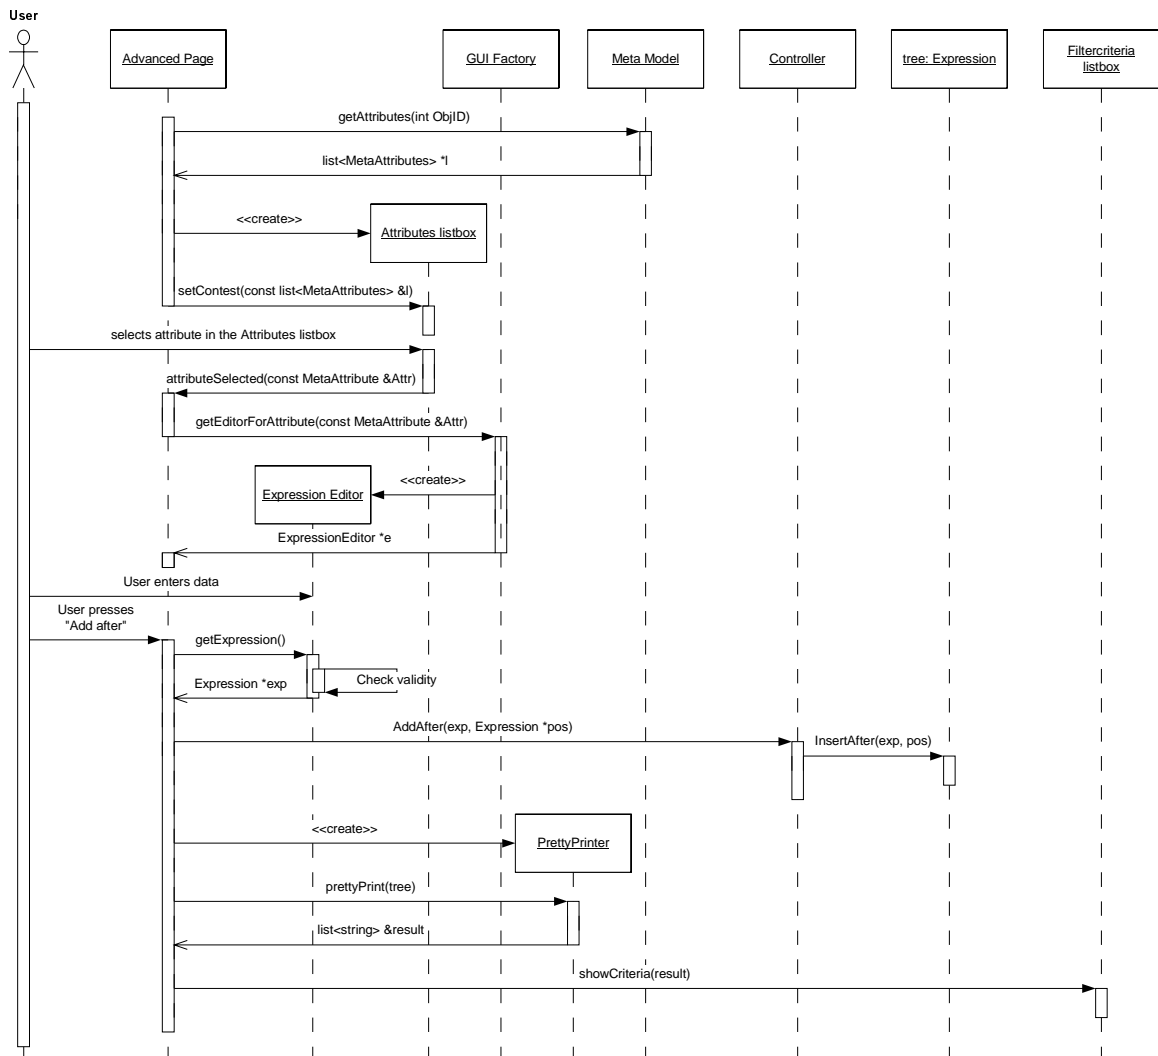 User
Advanced Page
GUI Factory
Meta Model
Controller
tree: Expression
Filtercriteria
listbox
getAttributes(int ObjID)
list<MetaAttributes> *l
<<create>>
Attributes listbox
setContest(const list<MetaAttributes> &l)
selects attribute in the Attributes listbox
attributeSelected(const MetaAttribute &Attr)
getEditorForAttribute(const MetaAttribute &Attr)
<<create>>
Expression Editor
ExpressionEditor *e
User enters data
User presses
"Add after"
getExpression()
Check validity
Expression *exp
AddAfter(exp, Expression *pos)
InsertAfter(exp, pos)
<<create>>
PrettyPrinter
prettyPrint(tree)
list<string> &result
showCriteria(result)